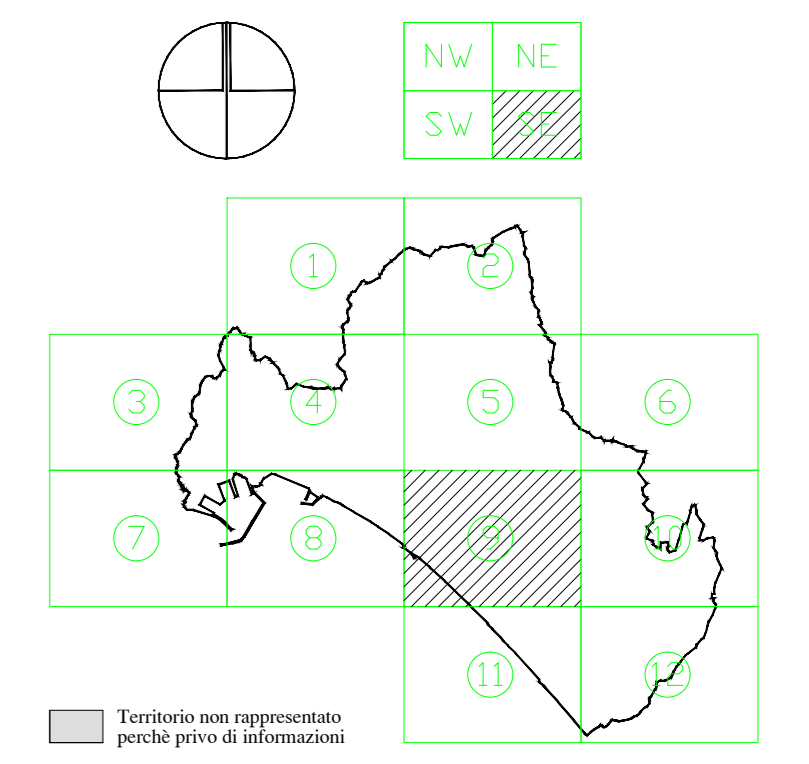 NW NE
SW SE
1 2
3 4 5 6
7 8 9 10
11 12
Territorio non rappresentato
perchè privo di informazioni